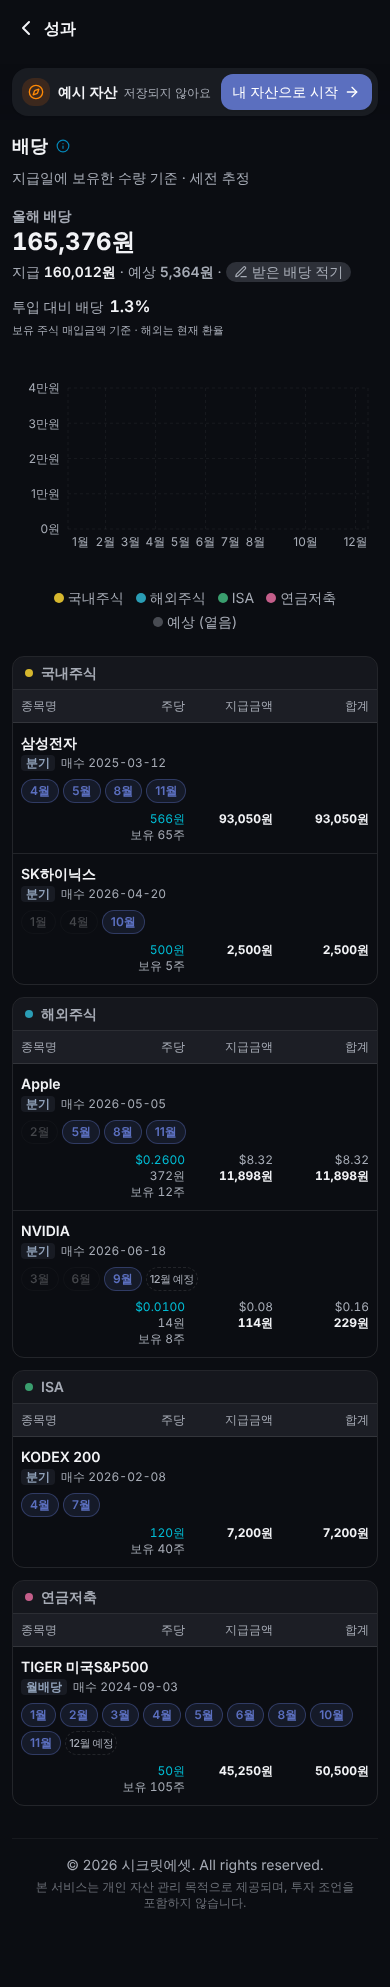 성과
예시 자산 저장되지 않아요 내 자산으로 시작 →
배당
지급일에 보유한 수량 기준 · 세전 추정
올해 배당
165,376원
지급 160,012원 · 예상 5,364원 · 받은 배당 적기
투입 대비 배당 1.3%
보유 주식 매입금액 기준 · 해외는 현재 환율
4만원
3만원
2만원
1만원
0원
1월 2월 3월 4월 5월 6월 7월 8월 10월 12월
국내주식 해외주식 ISA 연금저축
예상 (옅음)
국내주식
종목명 주당 지급금액 합계
삼성전자
분기 매수 2025-03-12
4월 5월 8월 11월
566원 93,050원 93,050원
보유 65주
SK하이닉스
분기 매수 2026-04-20
1월 4월 10월
500원 2,500원 2,500원
보유 5주
해외주식
종목명 주당 지급금액 합계
Apple
분기 매수 2026-05-05
2월 5월 8월 11월
$0.2600 $8.32 $8.32
372원 11,898원 11,898원
보유 12주
NVIDIA
분기 매수 2026-06-18
3월 6월 9월 12월 예정
$0.0100 $0.08 $0.16
14원 114원 229원
보유 8주
ISA
종목명 주당 지급금액 합계
KODEX 200
분기 매수 2026-02-08
4월 7월
120원 7,200원 7,200원
보유 40주
연금저축
종목명 주당 지급금액 합계
TIGER 미국S&P500
월배당 매수 2024-09-03
1월 2월 3월 4월 5월 6월 8월 10월
11월 12월 예정
50원 45,250원 50,500원
보유 105주
© 2026 시크릿에셋. All rights reserved.
본 서비스는 개인 자산 관리 목적으로 제공되며, 투자 조언을
포함하지 않습니다.